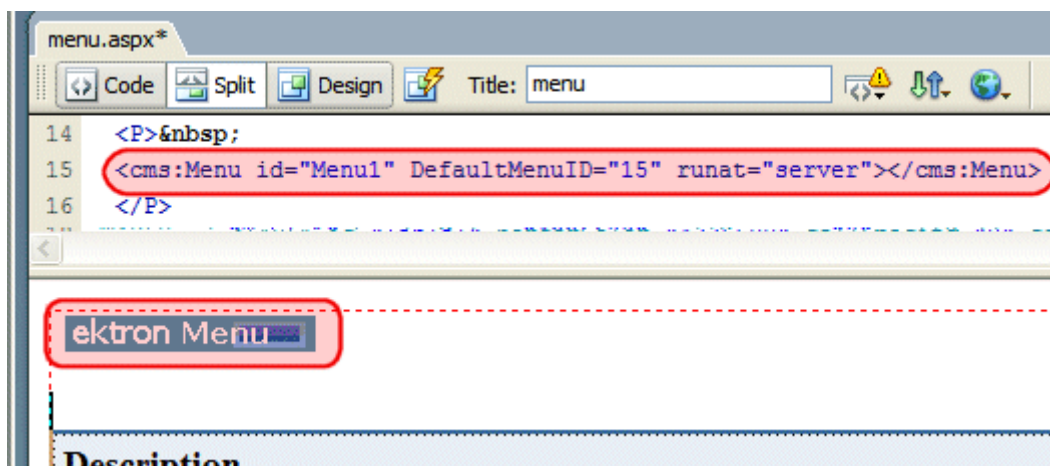 menu.aspx*
Code Split Design Title: menu
14 <P>&nbsp;
15 <cms:Menu id="Menu1" DefaultMenuID="15" runat="server"></cms:Menu>
16 </P>
ektron Menu
Description